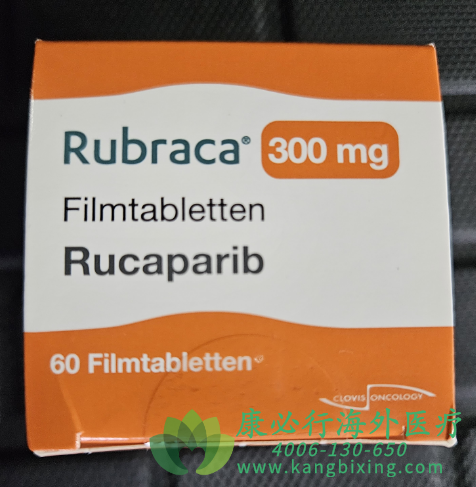 Rubraca® 300 mg
Filmtabletten
Rucaparib
60 Filmtabletten
CLOVIS ONCOLOGY
康必行海外医疗
4006-130-650
www.kangbixing.com